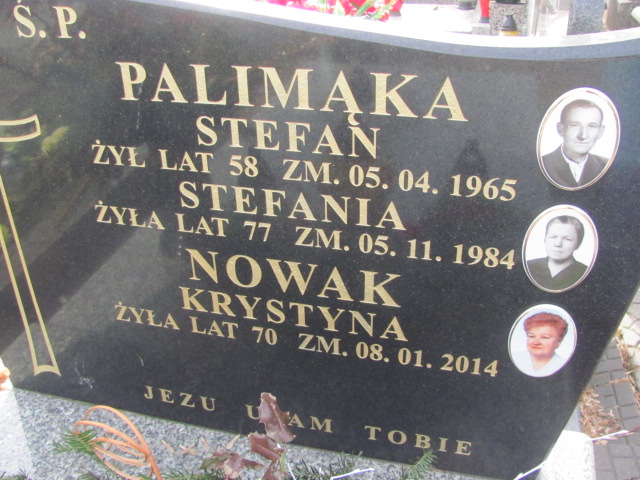 Ś.P.
PALIMĄKA
STEFAN
ŻYŁ LAT 58 ZM. 05. 04. 1965
STEFANIA
ŻYŁA LAT 77 ZM. 05. 11. 1984
NOWAK
KRYSTYNA
ŻYŁA LAT 70 ZM. 08. 01. 2014
JEZU TOBIE